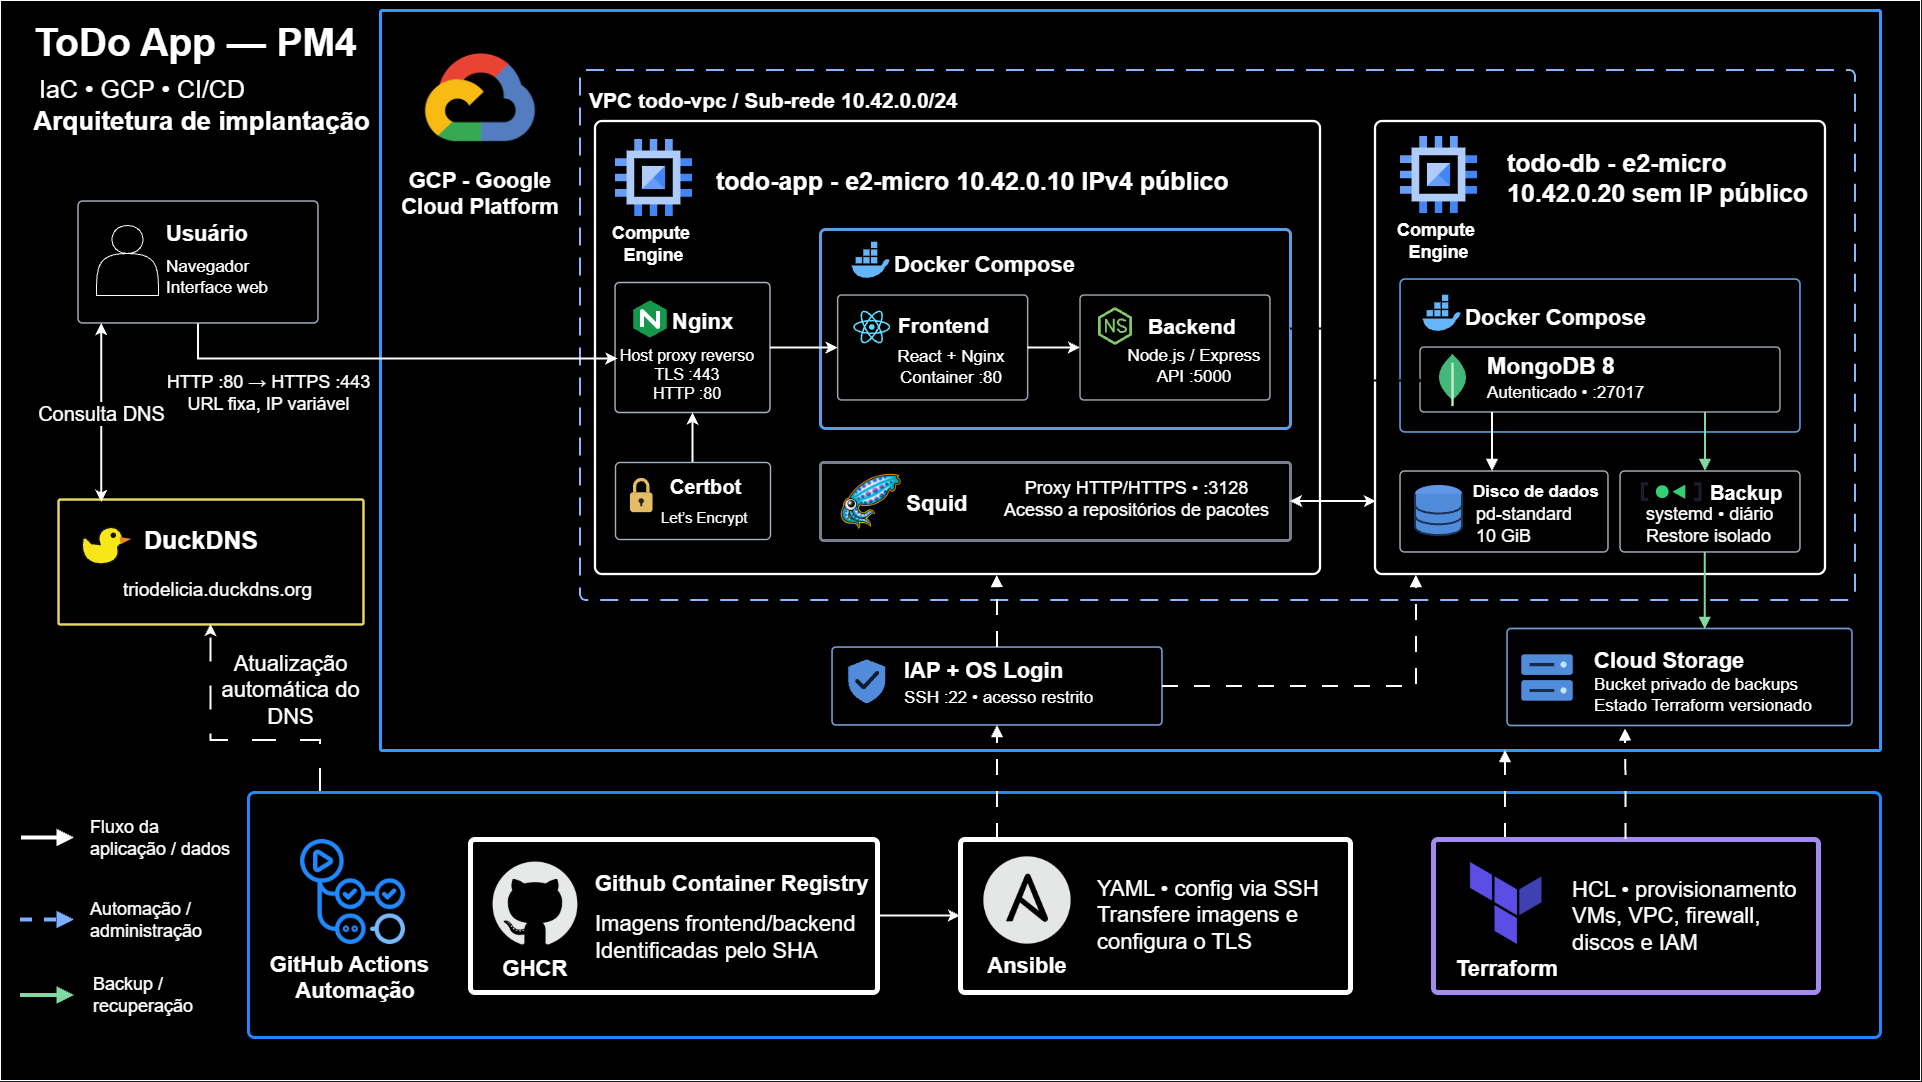 ToDo App — PM4
IaC • GCP • CI/CD
Arquitetura de implantação
GCP - Google
Cloud Platform
VPC todo-vpc / Sub-rede 10.42.0.0/24
Compute
Engine
todo-app - e2-micro 10.42.0.10 IPv4 público
Nginx
Host proxy reverso
TLS :443
HTTP :80
Docker Compose
Frontend
React + Nginx
Container :80
NS
Backend
Node.js / Express
API :5000
Certbot
Let's Encrypt
Squid
Proxy HTTP/HTTPS • :3128
Acesso a repositórios de pacotes
Compute
Engine
todo-db - e2-micro
10.42.0.20 sem IP público
Docker Compose
MongoDB 8
Autenticado • :27017
Disco de dados
pd-standard
10 GiB
Backup
systemd • diário
Restore isolado
Usuário
Navegador
Interface web
HTTP :80 → HTTPS :443
URL fixa, IP variável
Consulta DNS
DuckDNS
triodelicia.duckdns.org
Atualização
automática do
DNS
IAP + OS Login
SSH :22 • acesso restrito
Cloud Storage
Bucket privado de backups
Estado Terraform versionado
Fluxo da
aplicação / dados
Automação /
administração
Backup /
recuperação
GitHub Actions
Automação
GHCR
Github Container Registry
Imagens frontend/backend
Identificadas pelo SHA
Ansible
YAML • config via SSH
Transfere imagens e
configura o TLS
Terraform
HCL • provisionamento
VMs, VPC, firewall,
discos e IAM